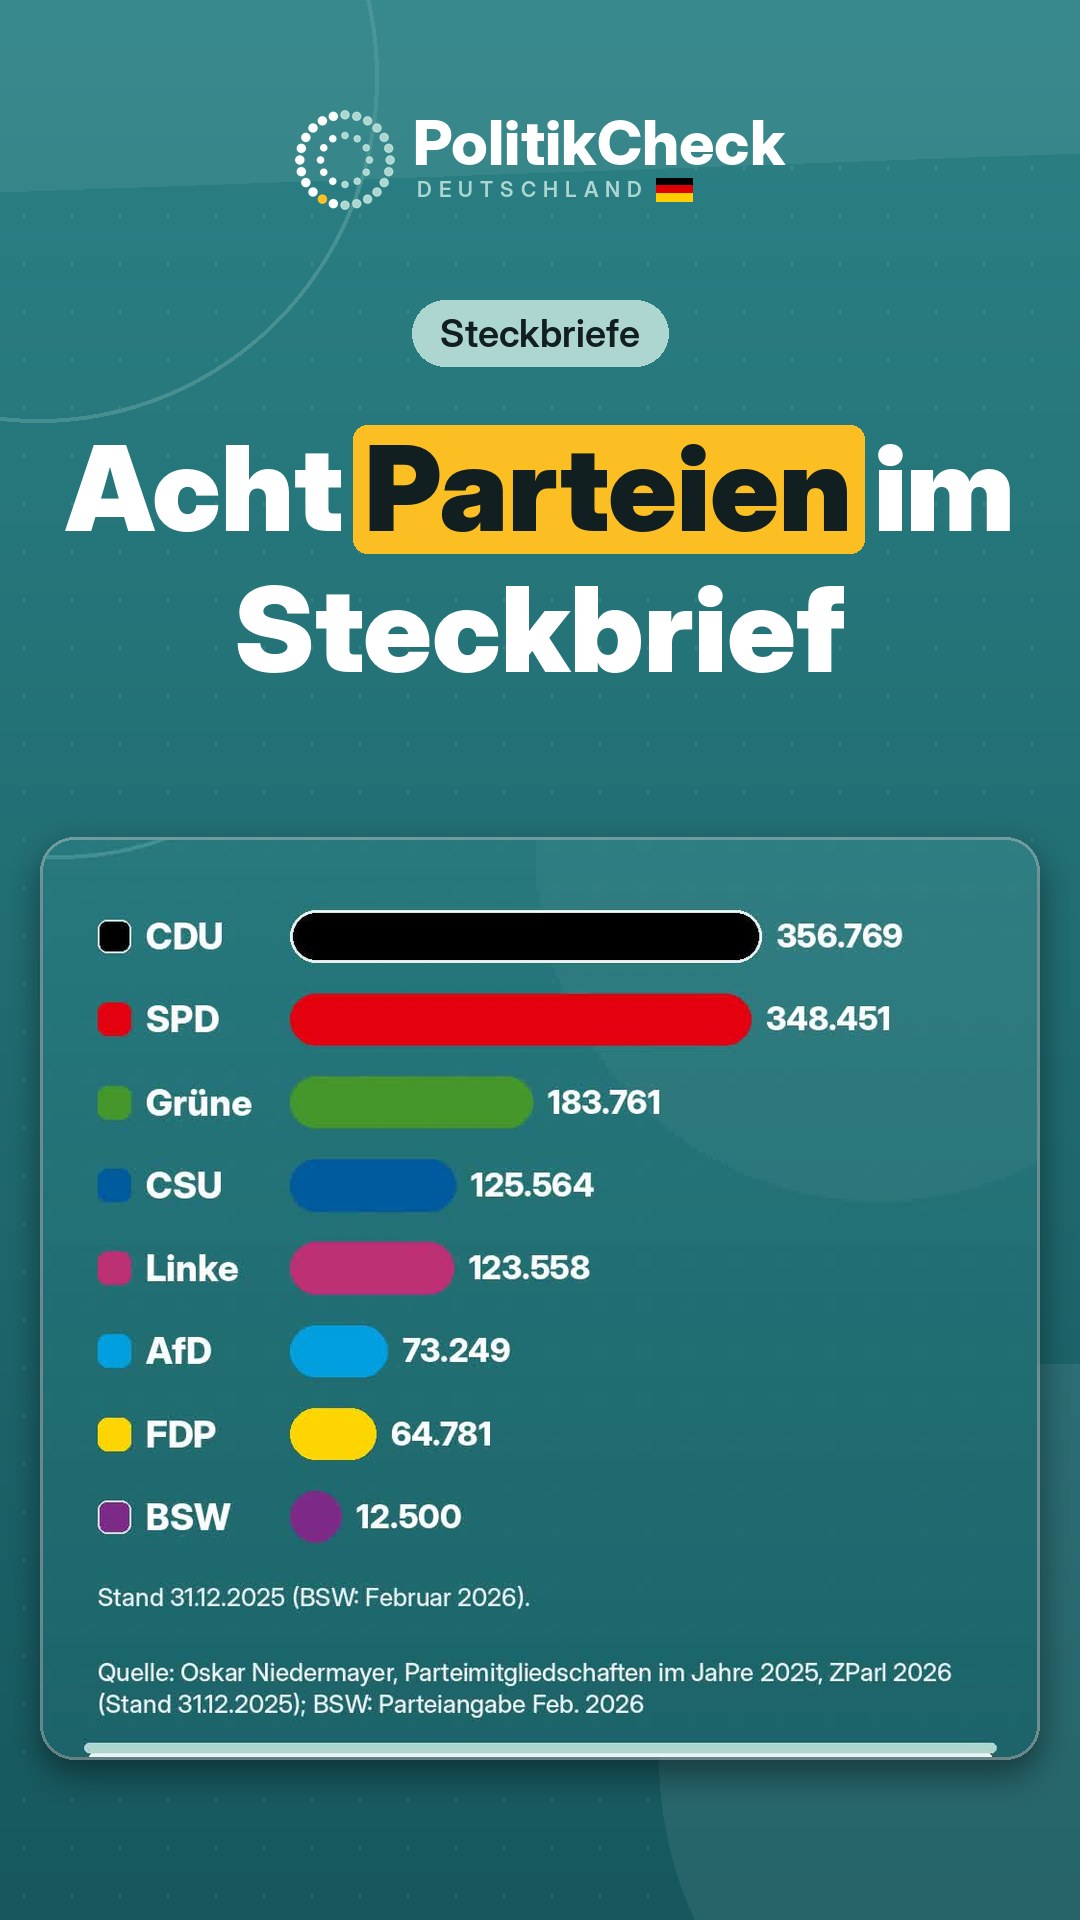 PolitikCheck
DEUTSCHLAND
Steckbriefe
Acht Parteien im
Steckbrief
CDU 356.769
SPD 348.451
Grüne 183.761
CSU 125.564
Linke 123.558
AfD 73.249
FDP 64.781
BSW 12.500
Stand 31.12.2025 (BSW: Februar 2026).
Quelle: Oskar Niedermayer, Parteimitgliedschaften im Jahre 2025, ZParl 2026
(Stand 31.12.2025); BSW: Parteiangabe Feb. 2026